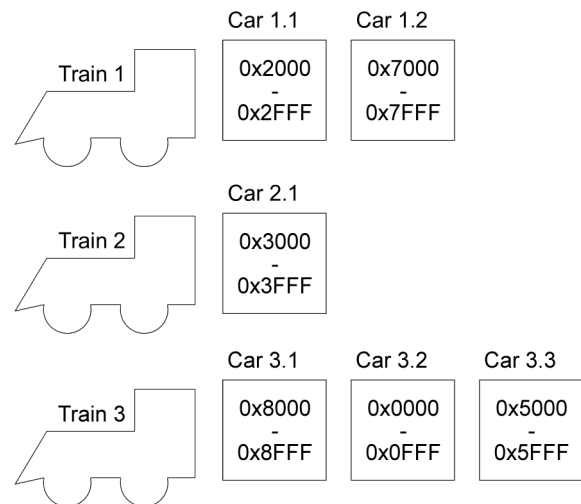 Car 1.1 Car 1.2
Train 1
0x2000
-
0x2FFF
0x7000
-
0x7FFF
Car 2.1
Train 2
0x3000
-
0x3FFF
Car 3.1 Car 3.2 Car 3.3
Train 3
0x8000
-
0x8FFF
0x0000
-
0x0FFF
0x5000
-
0x5FFF